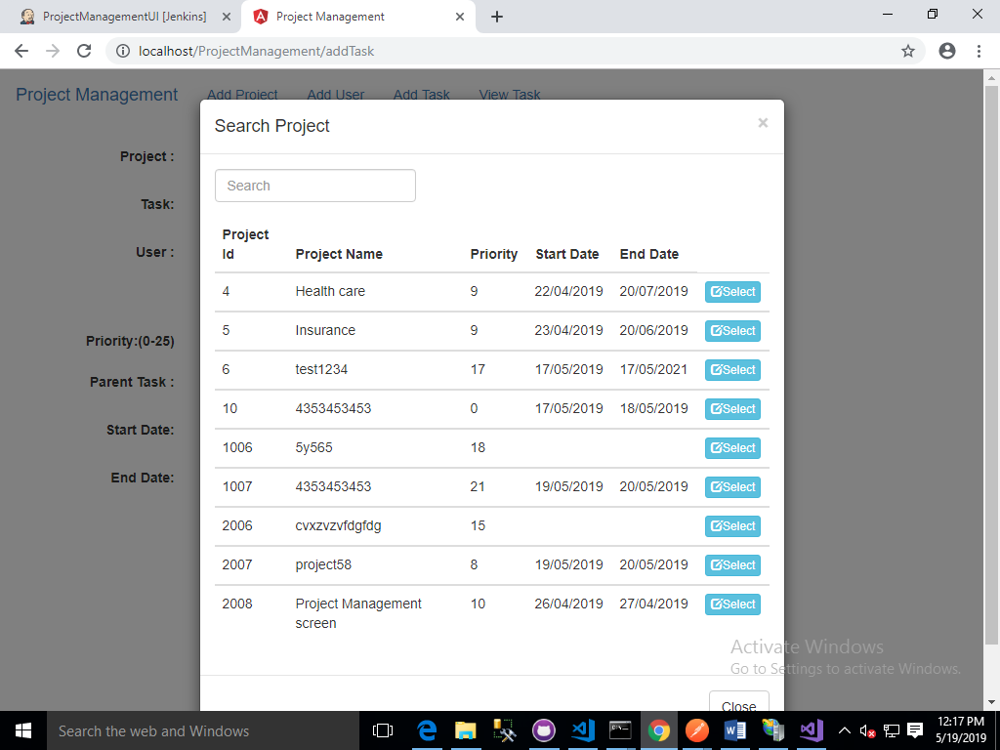 ProjectManagementUI [Jenkins]
Project Management
localhost/ProjectManagement/addTask
Project Management Add Project Add User Add Task View Task
Search Project ×
Project :
Task:
User :
Priority:(0-25)
Parent Task :
Start Date:
End Date:
Search
Project Id Project Name Priority Start Date End Date
4 Health care 9 22/04/2019 20/07/2019 Select
5 Insurance 9 23/04/2019 20/06/2019 Select
6 test1234 17 17/05/2019 17/05/2021 Select
10 4353453453 0 17/05/2019 18/05/2019 Select
1006 5y565 18 Select
1007 4353453453 21 19/05/2019 20/05/2019 Select
2006 cvxzvzvfdgfdg 15 Select
2007 project58 8 19/05/2019 20/05/2019 Select
2008 Project Management screen 10 26/04/2019 27/04/2019 Select
Activate Windows
Go to Settings to activate Windows.
Close
Search the web and Windows
12:17 PM
5/19/2019